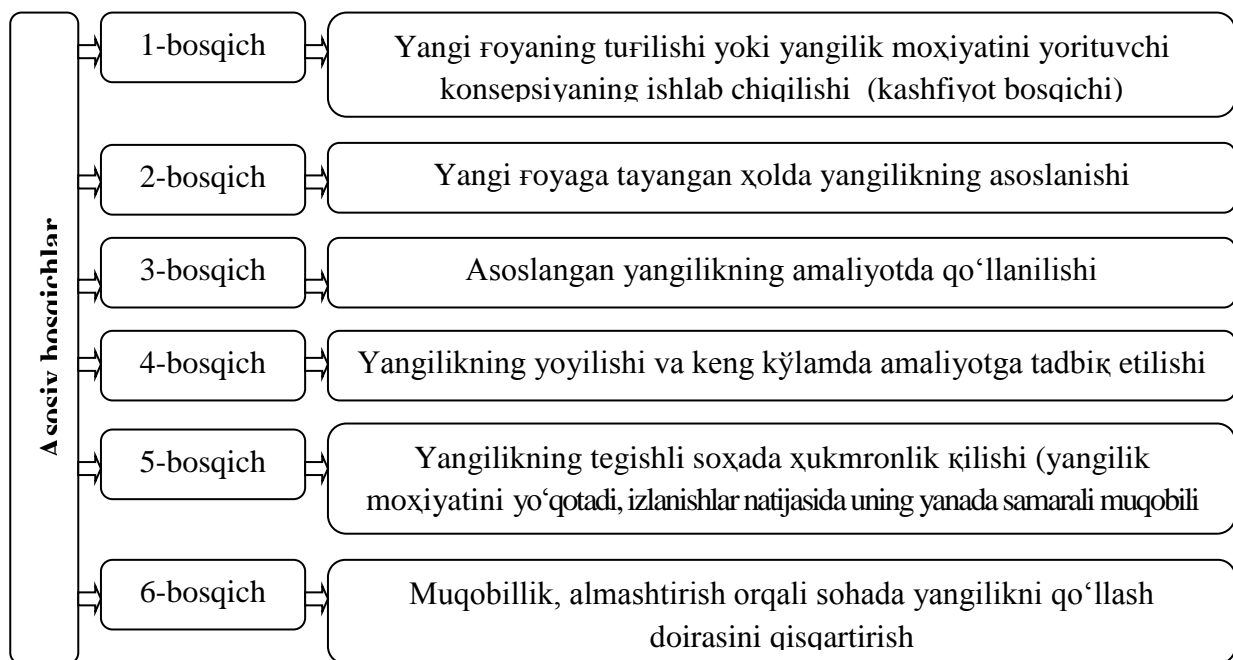 Asosiy bosqichlar
1-bosqich
Yangi ғoyaning tuғilishi yoki yangilik moҳiyatini yorituvchi
konsepsiyaning ishlab chiqilishi (kashfiyot bosqichi)
2-bosqich
Yangi ғoyaga tayangan ҳolda yangilikning asoslanishi
3-bosqich
Asoslangan yangilikning amaliyotda qo‘llanilishi
4-bosqich
Yangilikning yoyilishi va keng kўlamda amaliyotga tadbiқ etilishi
5-bosqich
Yangilikning tegishli soҳada ҳukmronlik қilishi (yangilik
moҳiyatini yo‘qotadi, izlanishlar natijasida uning yanada samarali muqobili
6-bosqich
Muqobillik, almashtirish orqali sohada yangilikni qo‘llash
doirasini qisqartirish